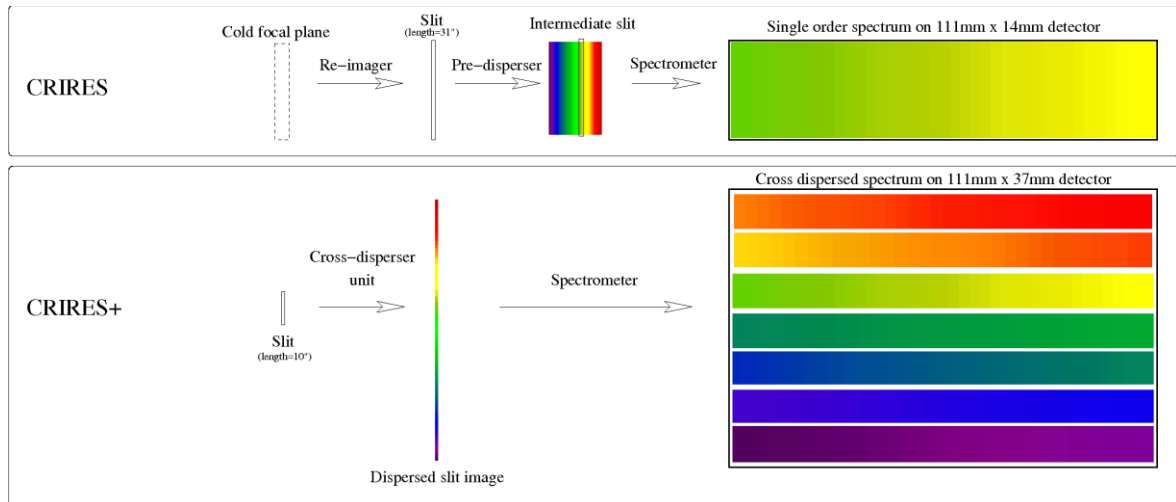 CRIRES
Cold focal plane
Re-imager
Slit
(length=31")
Pre-disperser
Intermediate slit
Spectrometer
Single order spectrum on 111mm x 14mm detector
CRIRES+
Slit
(length=10")
Cross-disperser
unit
Dispersed slit image
Spectrometer
Cross dispersed spectrum on 111mm x 37mm detector